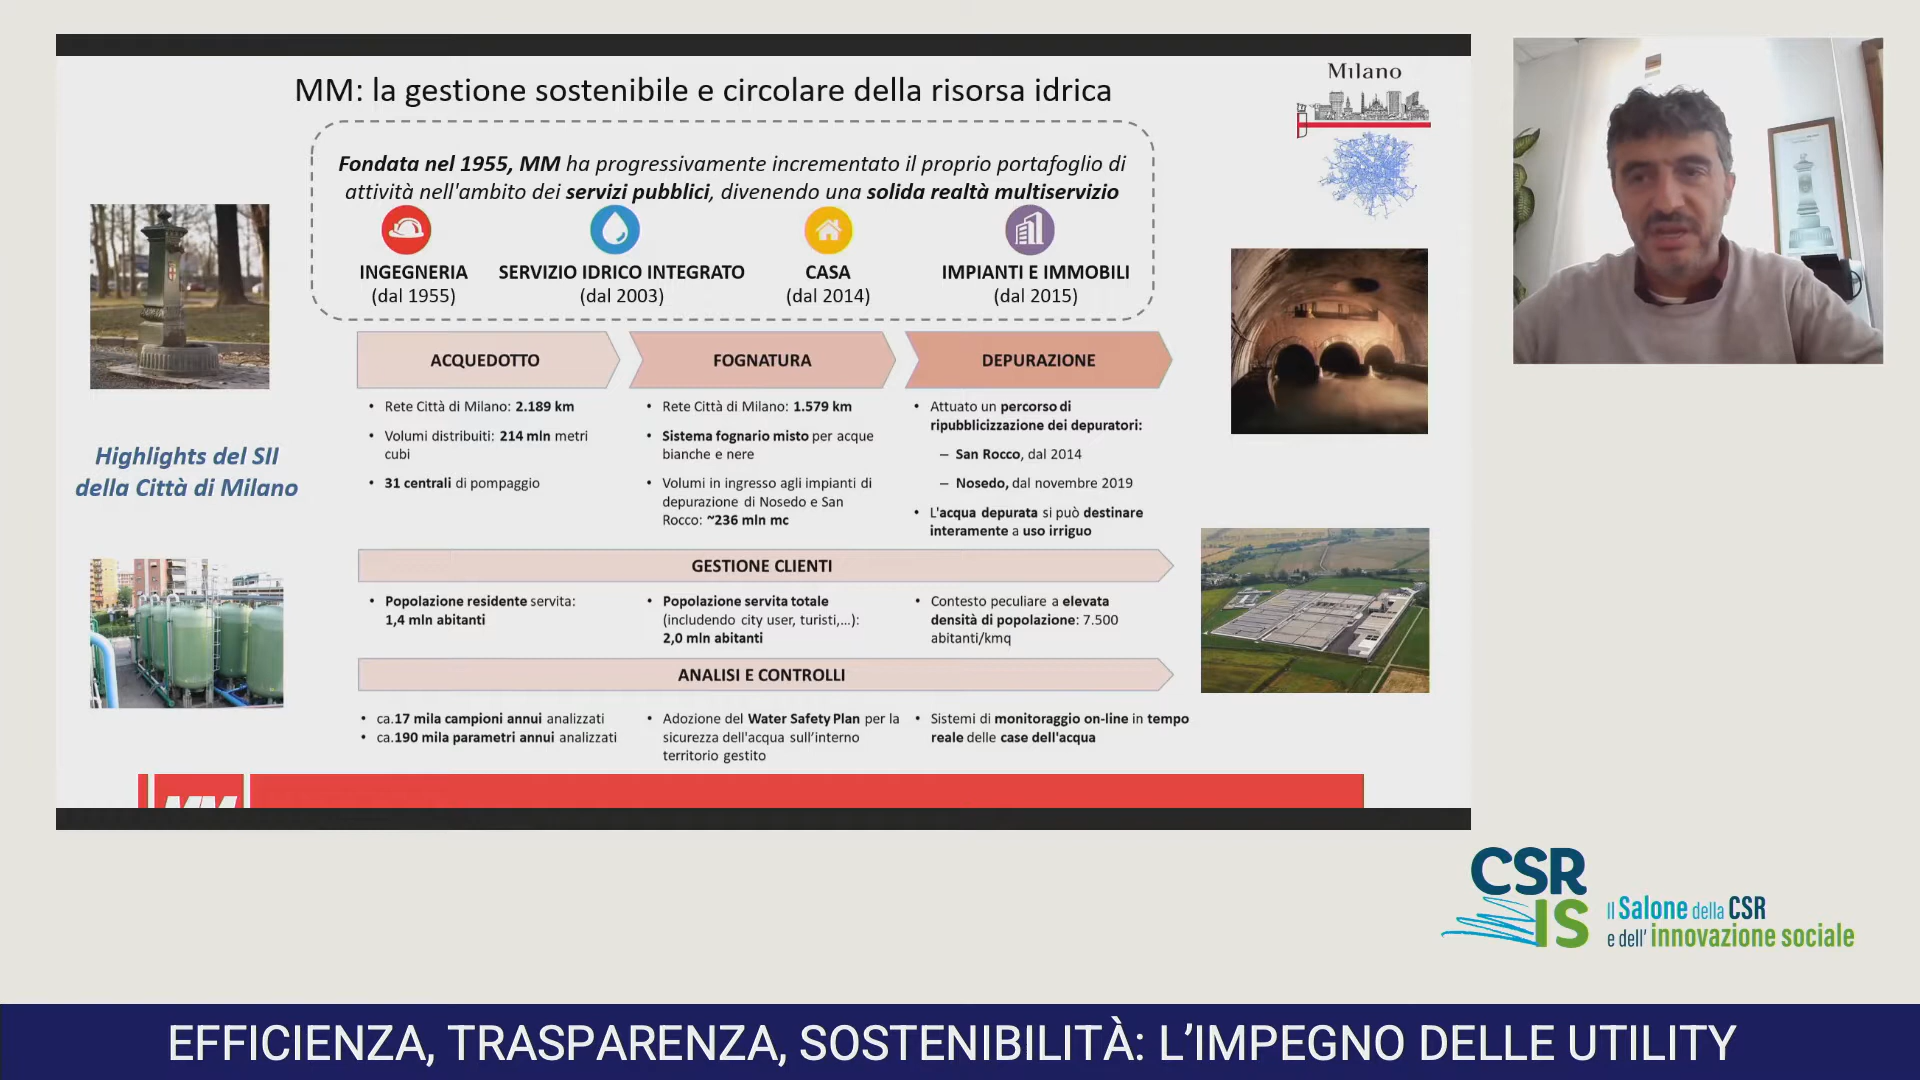 MM: la gestione sostenibile e circolare della risorsa idrica
Milano
Fondata nel 1955, MM ha progressivamente incrementato il proprio portafoglio di
attività nell'ambito dei servizi pubblici, divenendo una solida realtà multiservizio
INGEGNERIA
(dal 1955)
SERVIZIO IDRICO INTEGRATO
(dal 2003)
CASA
(dal 2014)
IMPIANTI E IMMOBILI
(dal 2015)
Highlights del SII
della Città di Milano
ACQUEDOTTO
• Rete Città di Milano: 2.189 km
• Volumi distribuiti: 214 mln metri
cubi
• 31 centrali di pompaggio
FOGNATURA
• Rete Città di Milano: 1.579 km
• Sistema fognario misto per acque
bianche e nere
• Volumi in ingresso agli impianti di
depurazione di Nosedo e San
Rocco: ~236 mln mc
DEPURAZIONE
• Attuato un percorso di
ripubblicizzazione dei depuratori:
– San Rocco, dal 2014
– Nosedo, dal novembre 2019
• L'acqua depurata si può destinare
interamente a uso irriguo
GESTIONE CLIENTI
• Popolazione residente servita:
1,4 mln abitanti
• Popolazione servita totale
(includendo city user, turisti,...):
2,0 mln abitanti
• Contesto peculiare a elevata
densità di popolazione: 7.500
abitanti/kmq
ANALISI E CONTROLLI
• ca.17 mila campioni annui analizzati
• ca.190 mila parametri annui analizzati
• Adozione del Water Safety Plan per la
sicurezza dell'acqua sull'interno
territorio gestito
• Sistemi di monitoraggio on-line in tempo
reale delle case dell'acqua
MM
CSR
IS
Il Salone della CSR
e dell' innovazione sociale
EFFICIENZA, TRASPARENZA, SOSTENIBILITÀ: L'IMPEGNO DELLE UTILITY